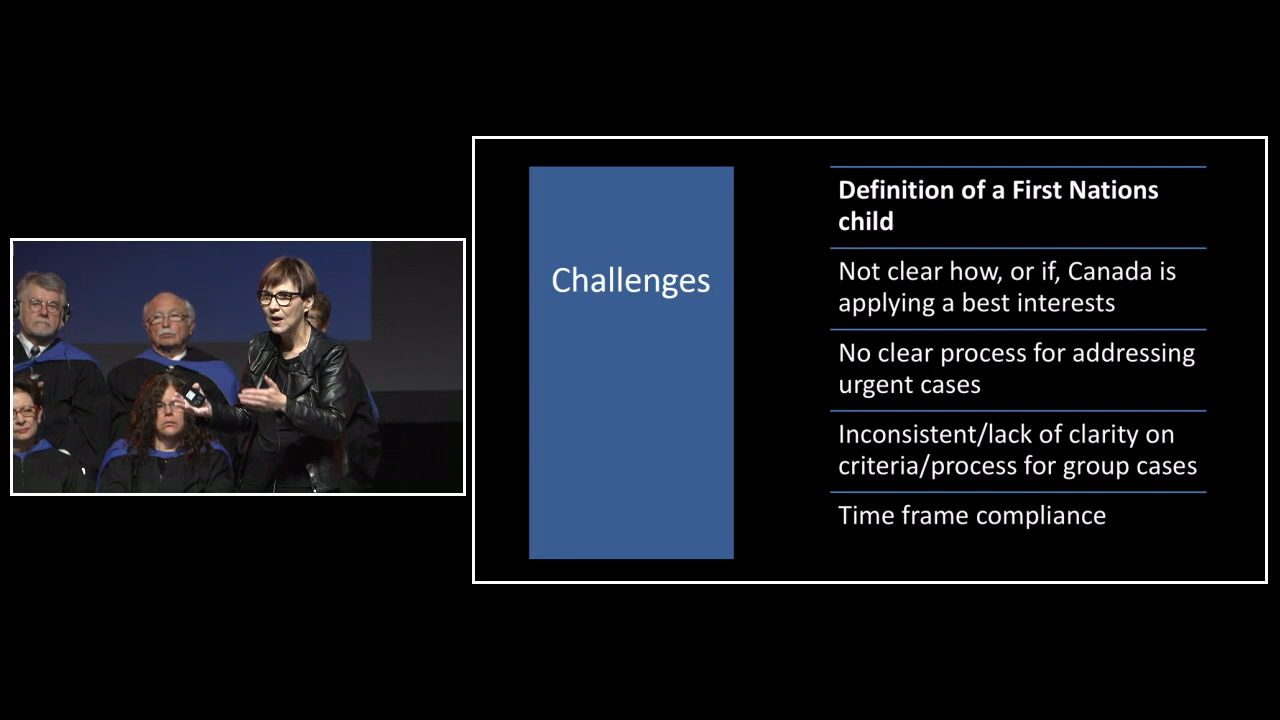 Challenges
Definition of a First Nations
child
Not clear how, or if, Canada is
applying a best interests
No clear process for addressing
urgent cases
Inconsistent/lack of clarity on
criteria/process for group cases
Time frame compliance